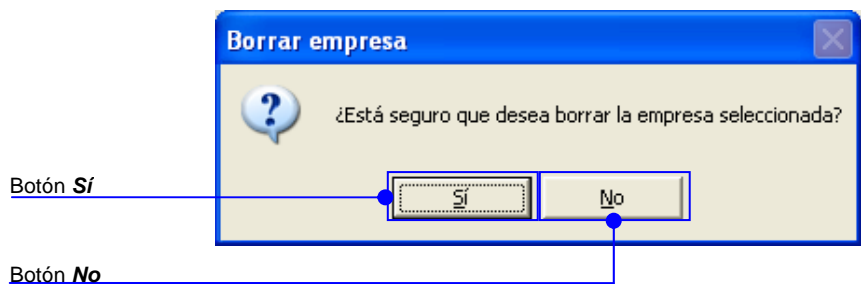 Borrar empresa
¿Está seguro que desea borrar la empresa seleccionada?
Botón Sí
Sí
No
Botón No